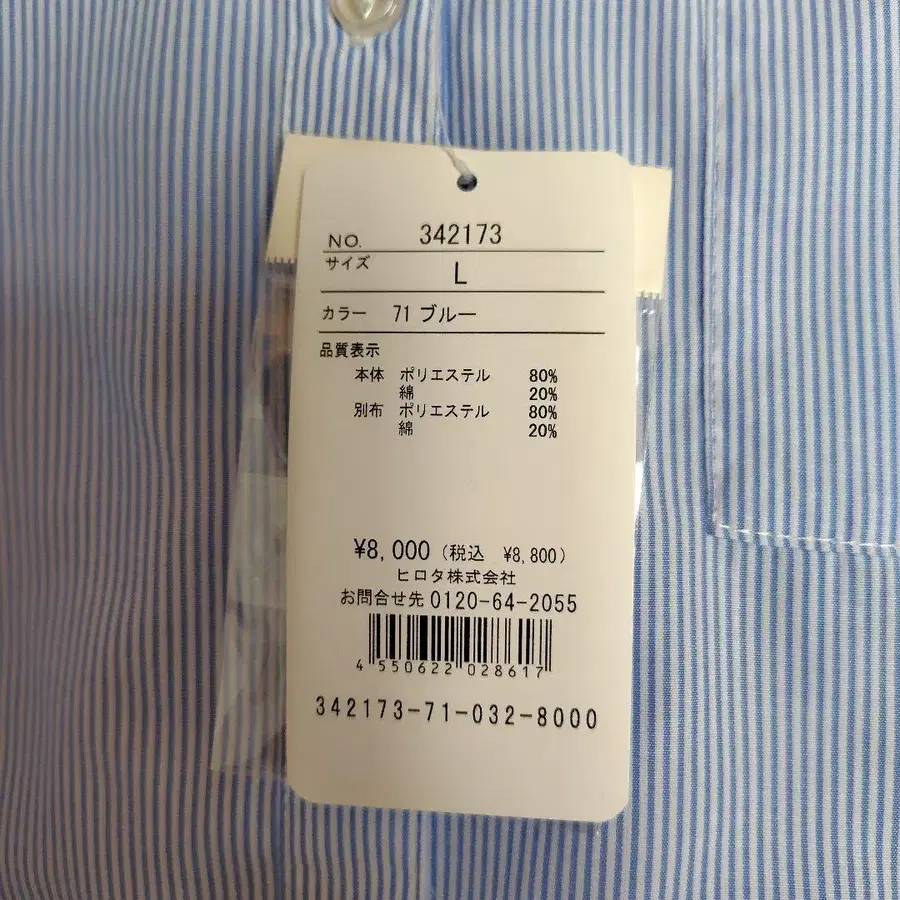 NO. 342173
サイズ L
カラー 71 ブルー
品質表示
本体 ポリエステル 80%
綿 20%
別布 ポリエステル 80%
綿 20%
¥8,000 (税込 ¥8,800)
ヒロタ株式会社
お問合せ先 0120-64-2055
4 550622 028617
342173-71-032-8000